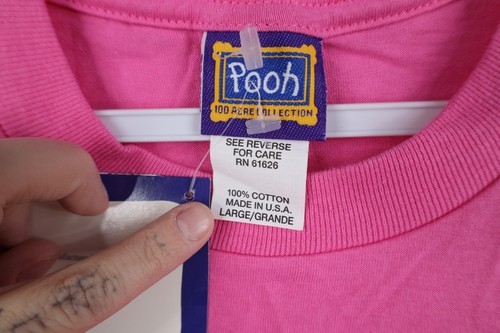 Pooh
100 ACRE COLLECTION
SEE REVERSE
FOR CARE
RN 61626
100% COTTON
MADE IN U.S.A.
LARGE/GRANDE